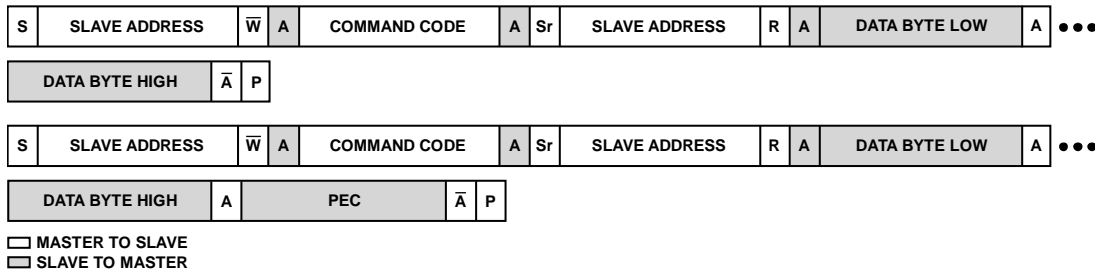 S SLAVE ADDRESS W̅ A COMMAND CODE A Sr SLAVE ADDRESS R A DATA BYTE LOW A •••
DATA BYTE HIGH A̅ P
S SLAVE ADDRESS W̅ A COMMAND CODE A Sr SLAVE ADDRESS R A DATA BYTE LOW A •••
DATA BYTE HIGH A PEC A̅ P
MASTER TO SLAVE
SLAVE TO MASTER